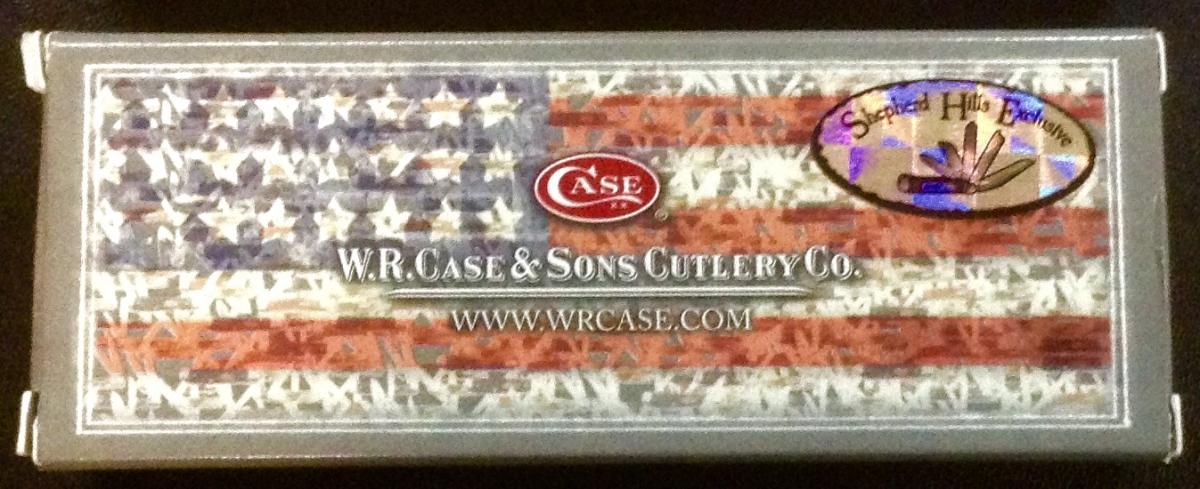 Shepherd Hills Exclusive
CASE
XX
®
W.R. CASE & SONS CUTLERY CO.
WWW.WRCASE.COM